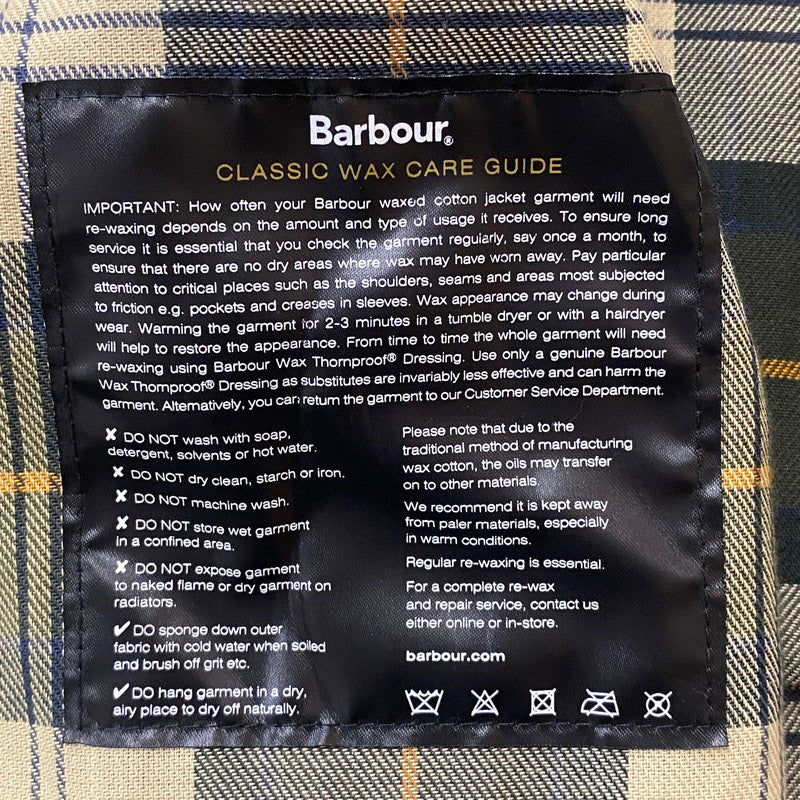 Barbour®
CLASSIC WAX CARE GUIDE
IMPORTANT: How often your Barbour waxed cotton jacket garment will need
re-waxing depends on the amount and type of usage it receives. To ensure long
service it is essential that you check the garment regularly, say once a month, to
ensure that there are no dry areas where wax may have worn away. Pay particular
attention to critical places such as the shoulders, seams and areas most subjected
to friction e.g. pockets and creases in sleeves. Wax appearance may change during
wear. Warming the garment for 2-3 minutes in a tumble dryer or with a hairdryer
will help to restore the appearance. From time to time the whole garment will need
re-waxing using Barbour Wax Thornproof® Dressing. Use only a genuine Barbour
Wax Thornproof® Dressing as substitutes are invariably less effective and can harm the
garment. Alternatively, you can return the garment to our Customer Service Department.
✘ DO NOT wash with soap,
detergent, solvents or hot water.
✘ DO NOT dry clean, starch or iron.
✘ DO NOT machine wash.
✘ DO NOT store wet garment
in a confined area.
✘ DO NOT expose garment
to naked flame or dry garment on
radiators.
✔ DO sponge down outer
fabric with cold water when soiled
and brush off grit etc.
✔ DO hang garment in a dry,
airy place to dry off naturally.
Please note that due to the
traditional method of manufacturing
wax cotton, the oils may transfer
on to other materials.
We recommend it is kept away
from paler materials, especially
in warm conditions.
Regular re-waxing is essential.
For a complete re-wax
and repair service, contact us
either online or in-store.
barbour.com